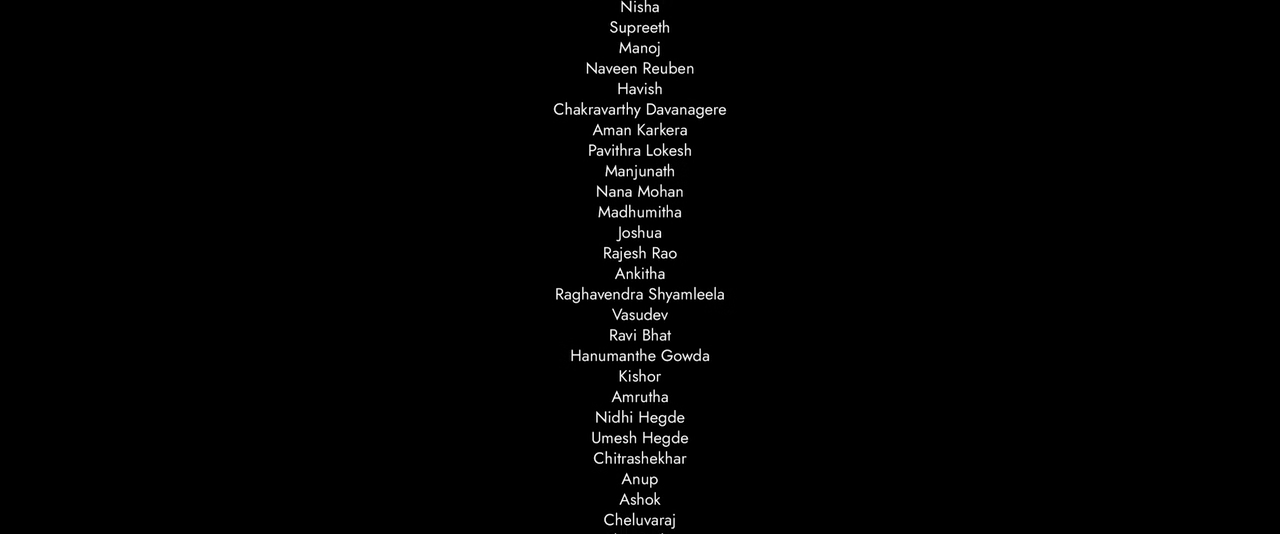 Nisha
Supreeth
Manoj
Naveen Reuben
Havish
Chakravarthy Davanagere
Aman Karkera
Pavithra Lokesh
Manjunath
Nana Mohan
Madhumitha
Joshua
Rajesh Rao
Ankitha
Raghavendra Shyamleela
Vasudev
Ravi Bhat
Hanumanthe Gowda
Kishor
Amrutha
Nidhi Hegde
Umesh Hegde
Chitrashekhar
Anup
Ashok
Cheluvaraj